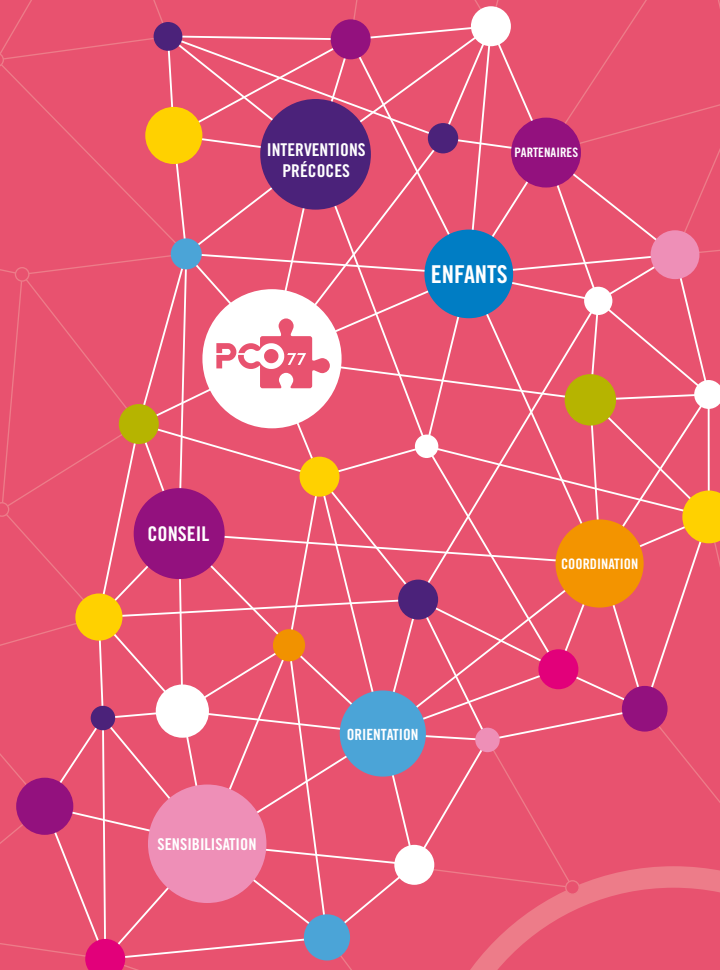 INTERVENTIONS
PRÉCOCES
PARTENAIRES
ENFANTS
PCO 77
CONSEIL
COORDINATION
ORIENTATION
SENSIBILISATION